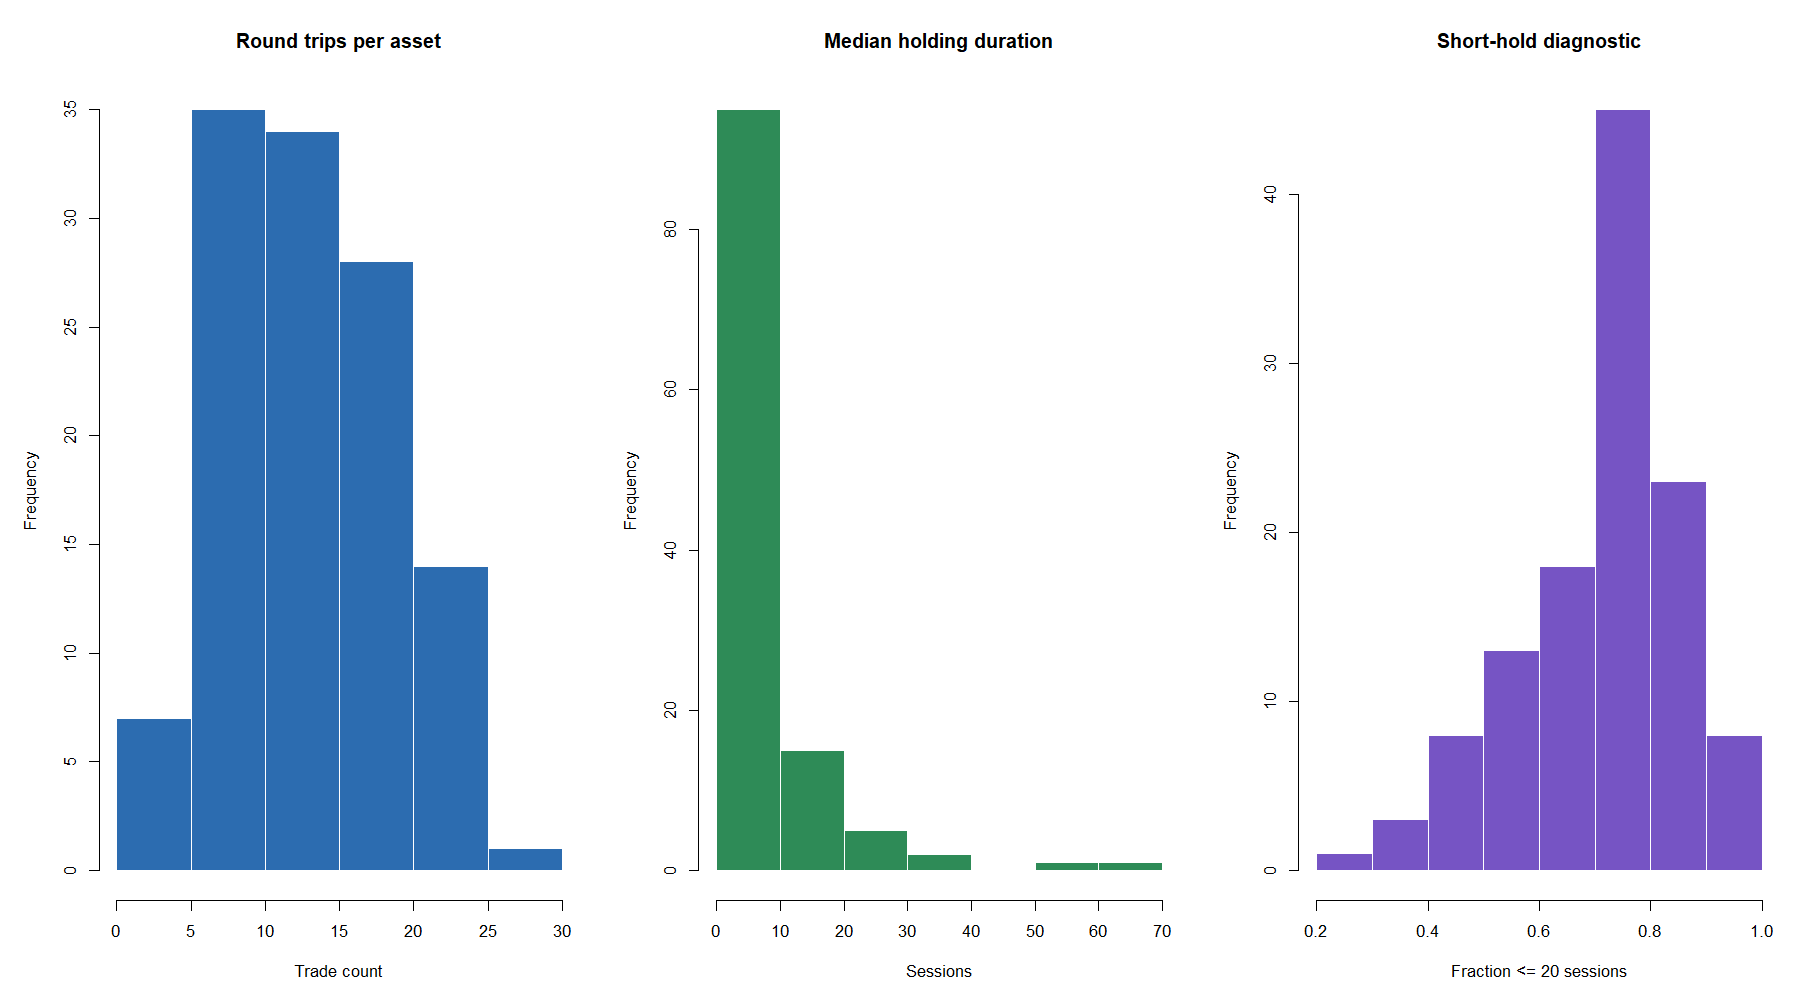 Round trips per asset
Frequency
0
5
10
15
20
25
30
35
0 5 10 15 20 25 30
Trade count
Median holding duration
Frequency
0
20
40
60
80
0 10 20 30 40 50 60 70
Sessions
Short-hold diagnostic
Frequency
0
10
20
30
40
0.2 0.4 0.6 0.8 1.0
Fraction <= 20 sessions